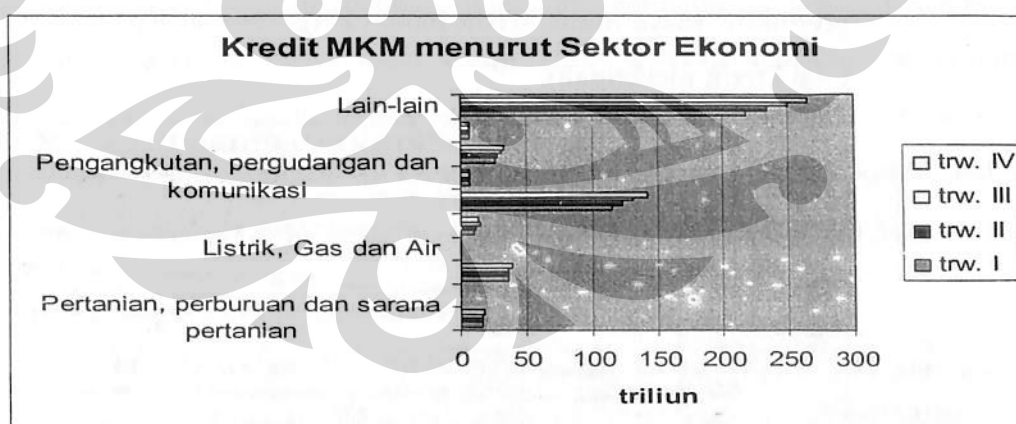 Kredit MKM menurut Sektor Ekonomi
Lain-lain
Pengangkutan, pergudangan dan
komunikasi
Listrik, Gas dan Air
Pertanian, perburuan dan sarana
pertanian
0 50 100 150 200 250 300
triliun
trw. IV
trw. III
trw. II
trw. I